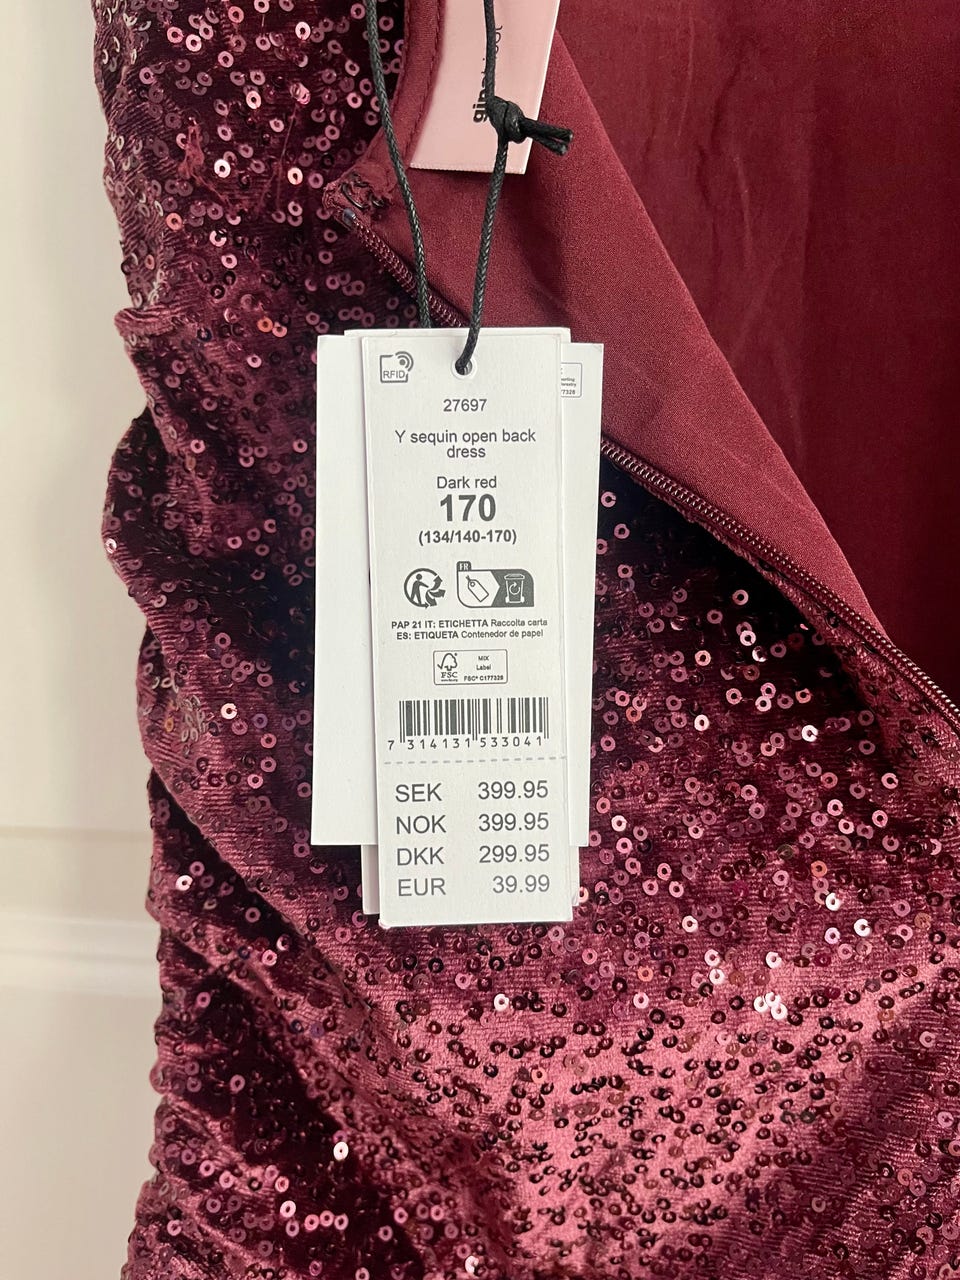 RFID
27697
Y sequin open back
dress
Dark red
170
(134/140-170)
FR
PAP 21 IT: ETICHETTA Raccolta carta
ES: ETIQUETA Contenedor de papel
FSC
MIX
Label
FSC® C177329
7 314131 533041
SEK 399.95
NOK 399.95
DKK 299.95
EUR 39.99